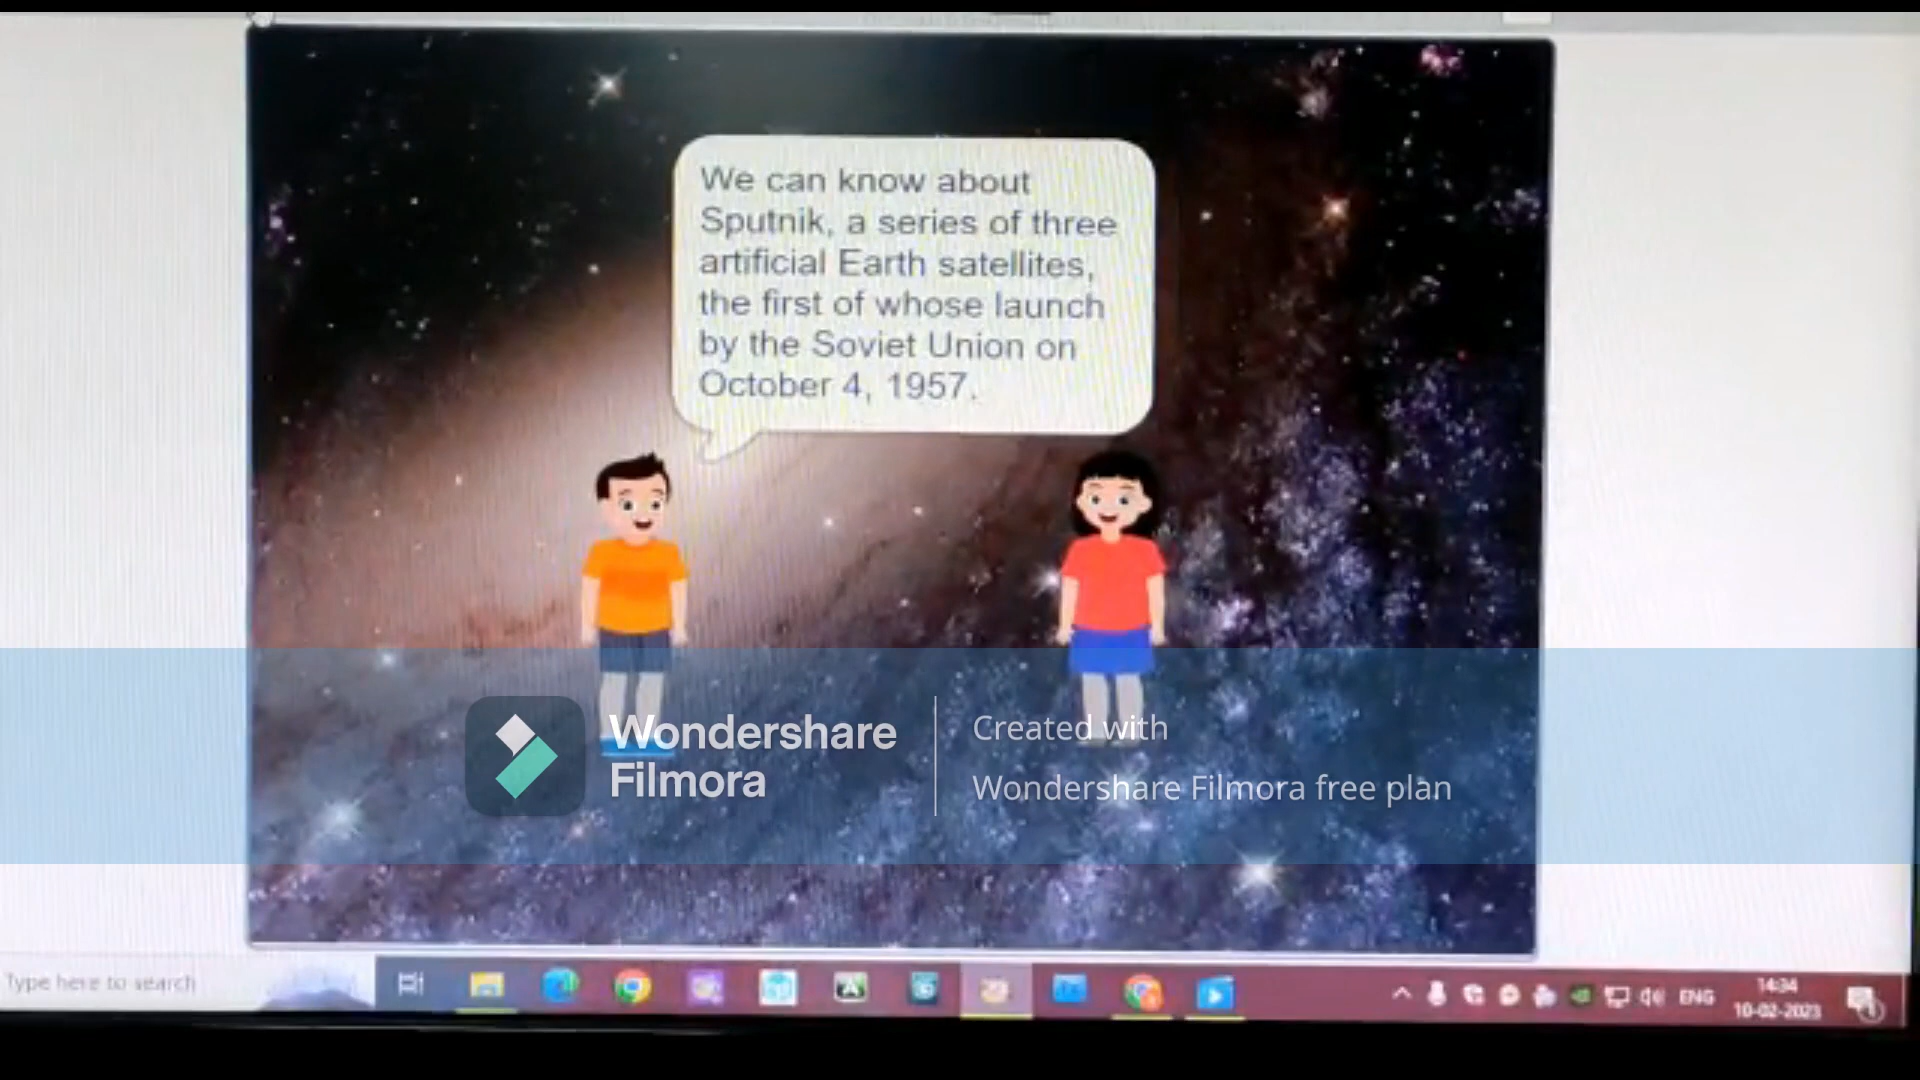 We can know about
Sputnik, a series of three
artificial Earth satellites,
the first of whose launch
by the Soviet Union on
October 4, 1957.
Wondershare
Filmora
Created with
Wondershare Filmora free plan
Type here to search
ENG
14:34
10-02-2023